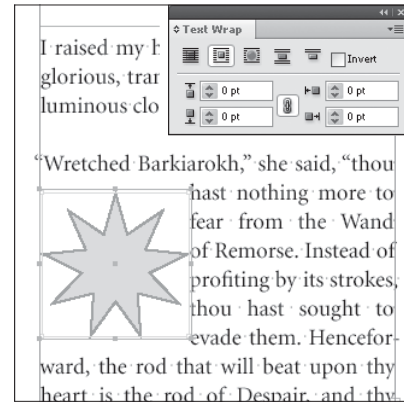 Text Wrap
Invert
0 pt
0 pt
0 pt
0 pt
I raised my h
glorious, tran
luminous clo
“Wretched Barkiarokh,” she said, “thou
hast nothing more to
fear from the Wand
of Remorse. Instead of
profiting by its strokes,
thou hast sought to
evade them. Hencefor-
ward, the rod that will beat upon thy
heart is the rod of Despair, and thy